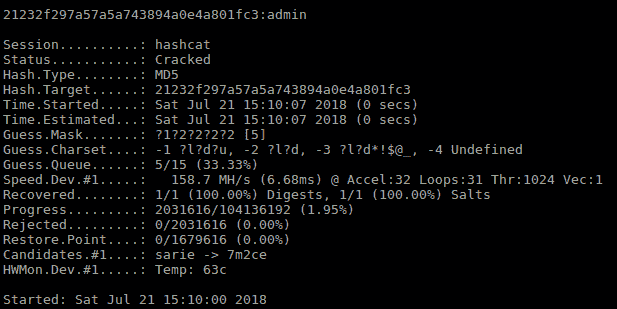 21232f297a57a5a743894a0e4a801fc3:admin
Session..........: hashcat
Status...........: Cracked
Hash.Type........: MD5
Hash.Target......: 21232f297a57a5a743894a0e4a801fc3
Time.Started.....: Sat Jul 21 15:10:07 2018 (0 secs)
Time.Estimated...: Sat Jul 21 15:10:07 2018 (0 secs)
Guess.Mask.......: ?1?2?2?2?2 [5]
Guess.Charset....: -1 ?l?d?u, -2 ?l?d, -3 ?l?d*!$@_, -4 Undefined
Guess.Queue......: 5/15 (33.33%)
Speed.Dev.#1.....:   158.7 MH/s (6.68ms) @ Accel:32 Loops:31 Thr:1024 Vec:1
Recovered........: 1/1 (100.00%) Digests, 1/1 (100.00%) Salts
Progress.........: 2031616/104136192 (1.95%)
Rejected.........: 0/2031616 (0.00%)
Restore.Point....: 0/1679616 (0.00%)
Candidates.#1....: sarie -> 7m2ce
HWMon.Dev.#1.....: Temp: 63c
Started: Sat Jul 21 15:10:00 2018